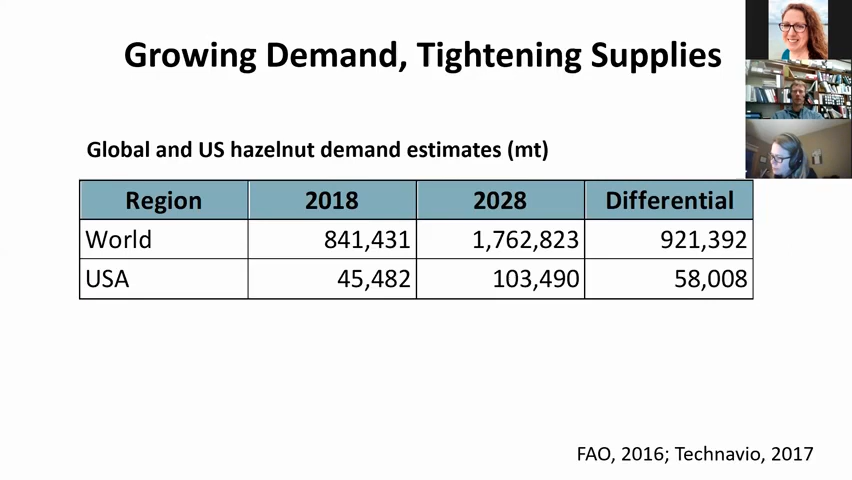 Growing Demand, Tightening Supplies
Global and US hazelnut demand estimates (mt)
Region 2018 2028 Differential
World 841,431 1,762,823 921,392
USA 45,482 103,490 58,008
FAO, 2016; Technavio, 2017